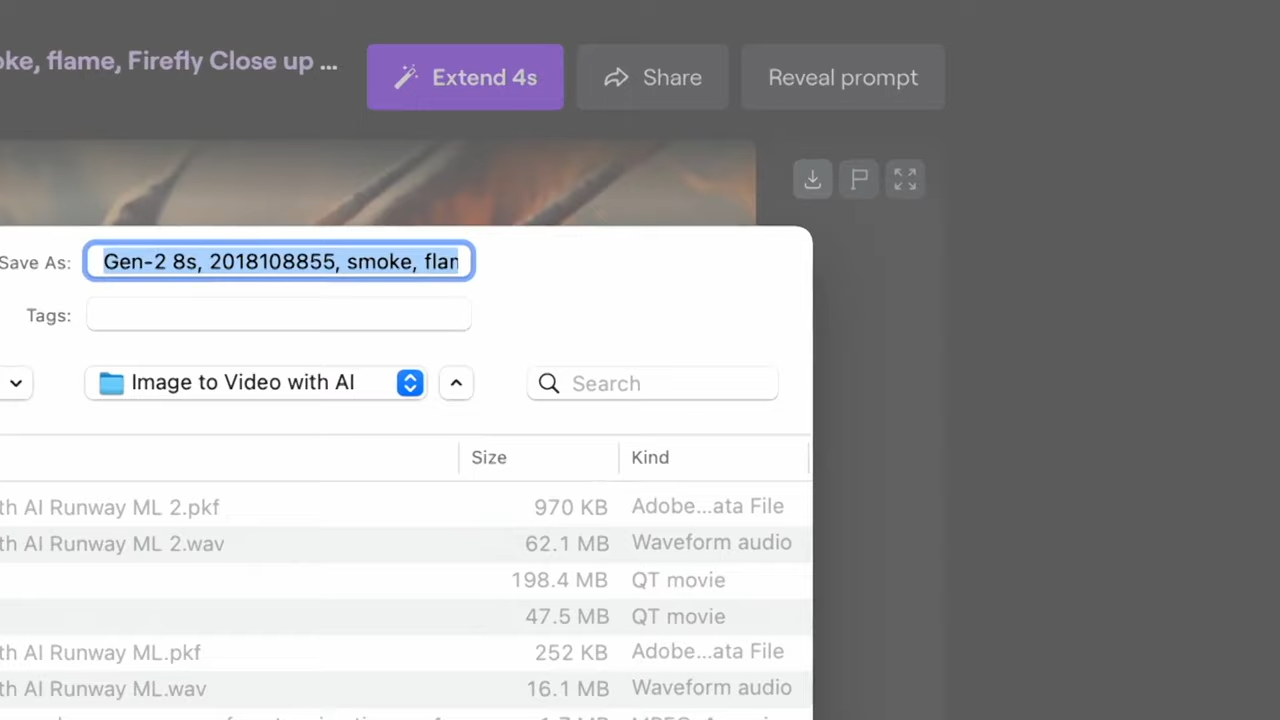 oke, flame, Firefly Close up ...
Extend 4s
Share
Reveal prompt
Save As:
Gen-2 8s, 2018108855, smoke, flar
Tags:
Image to Video with AI
Search
Size
Kind
th AI Runway ML 2.pkf
970 KB
Adobe...ata File
th AI Runway ML 2.wav
62.1 MB
Waveform audio
198.4 MB
QT movie
47.5 MB
QT movie
th AI Runway ML.pkf
252 KB
Adobe...ata File
th AI Runway ML.wav
16.1 MB
Waveform audio